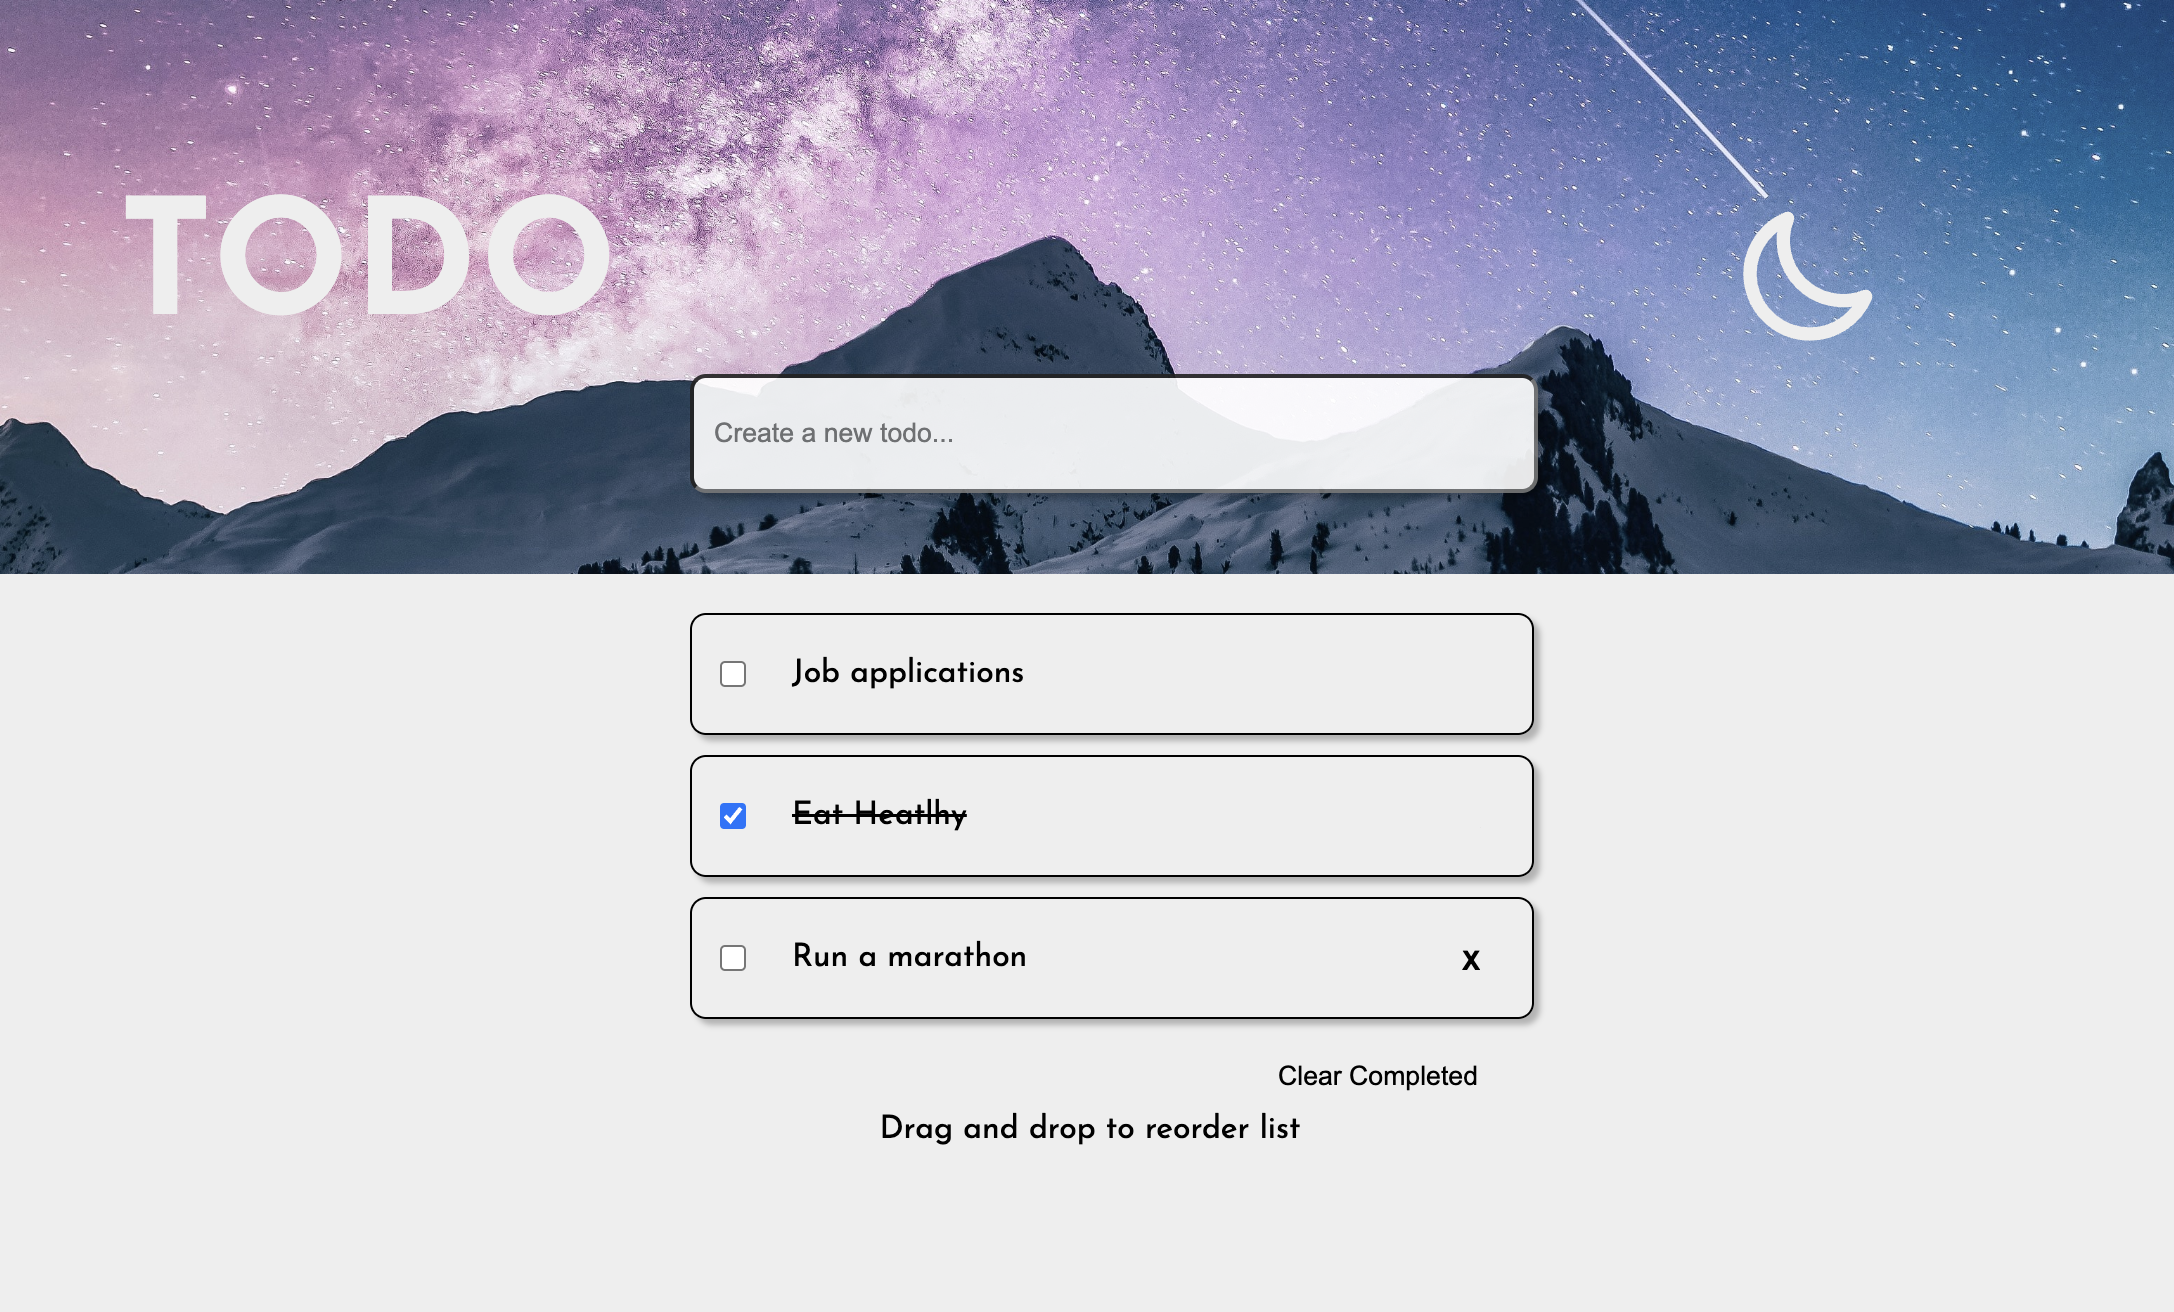 TODO
Create a new todo...
Job applications
Eat Heatlhy
Run a marathon x
Clear Completed
Drag and drop to reorder list